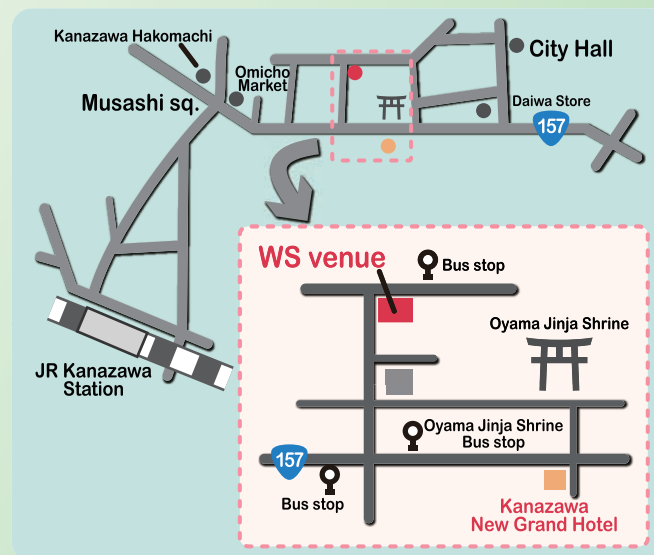 Kanazawa Hakomachi
City Hall
Omicho
Market
Musashi sq.
Daiwa Store
157
WS venue
Bus stop
Oyama Jinja Shrine
JR Kanazawa
Station
Oyama Jinja Shrine
Bus stop
157
Bus stop
Kanazawa
New Grand Hotel